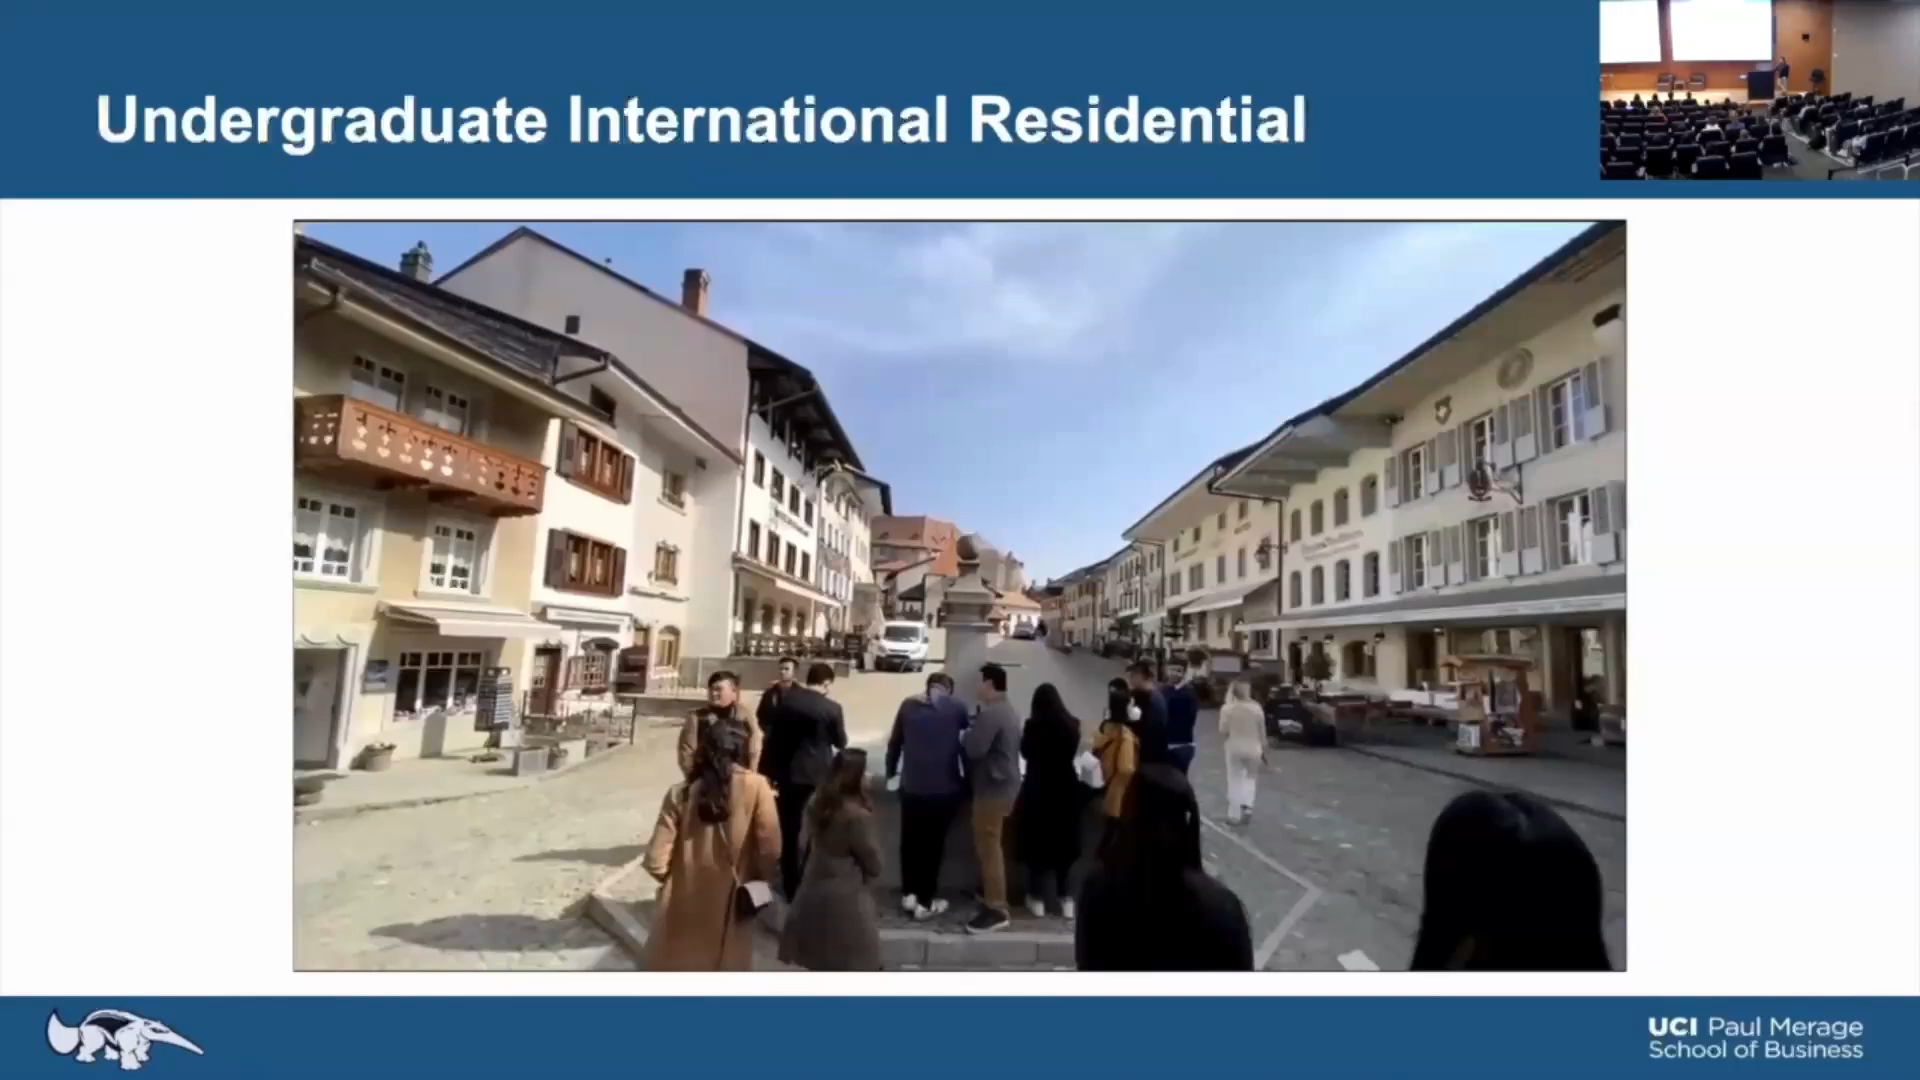 Undergraduate International Residential
UCI Paul Merage
School of Business